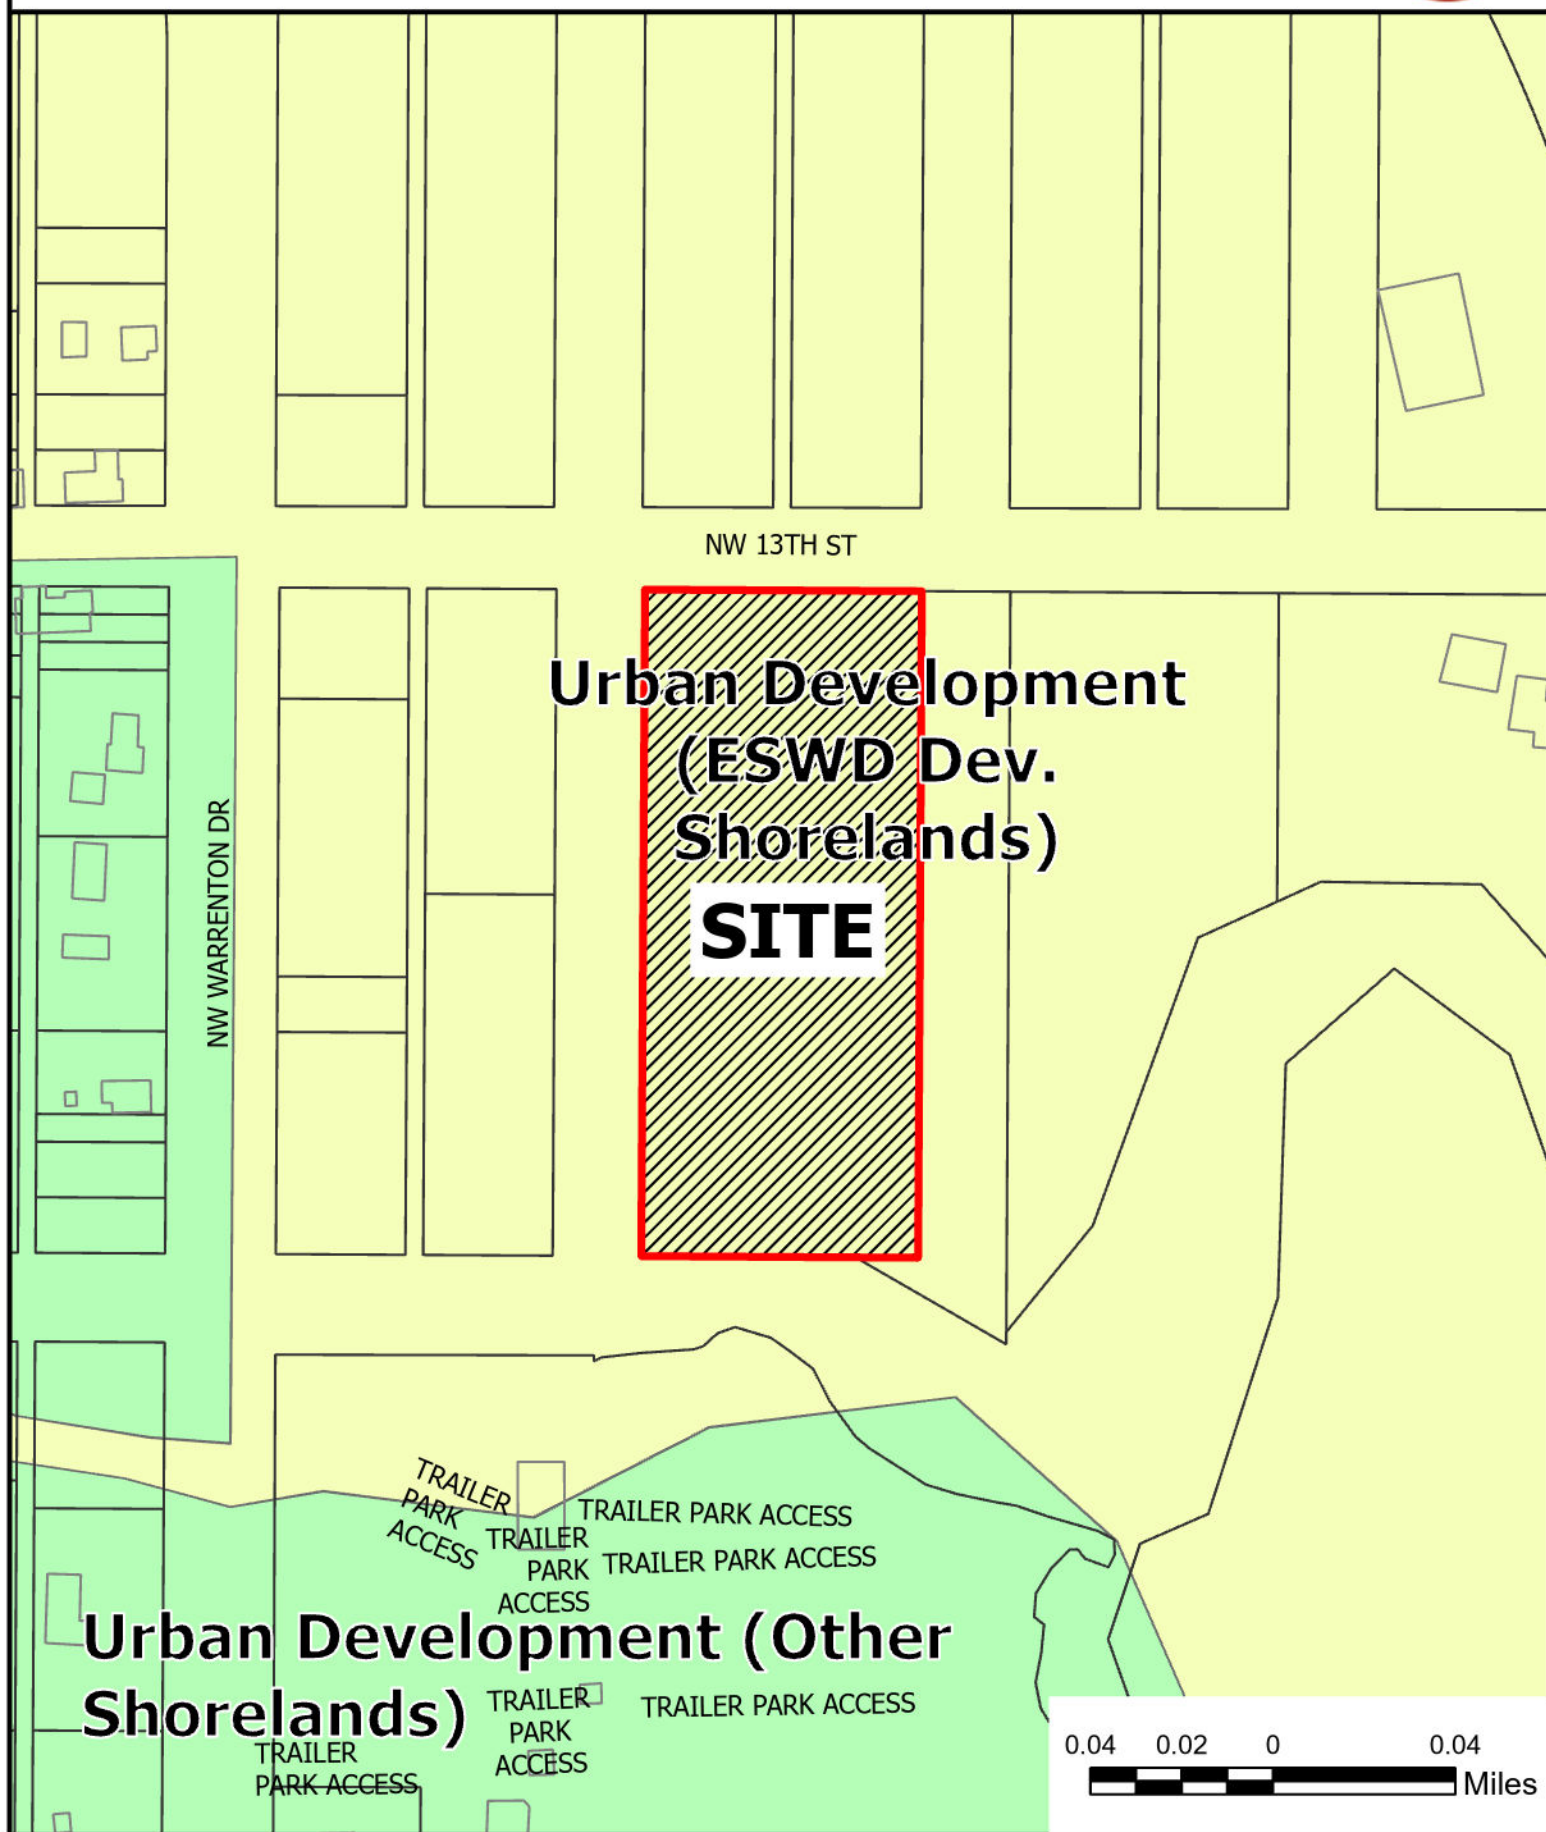 NW 13TH ST
Urban Development
(ESWD Dev.
Shorelands)
SITE
NW WARRENTON DR
TRAILER
PARK
ACCESS
TRAILER PARK ACCESS
TRAILER
PARK
ACCESS
TRAILER PARK ACCESS
Urban Development (Other
Shorelands)
TRAILER
PARK
ACCESS
TRAILER PARK ACCESS
TRAILER
PARK ACCESS
0.04 0.02 0 0.04
Miles